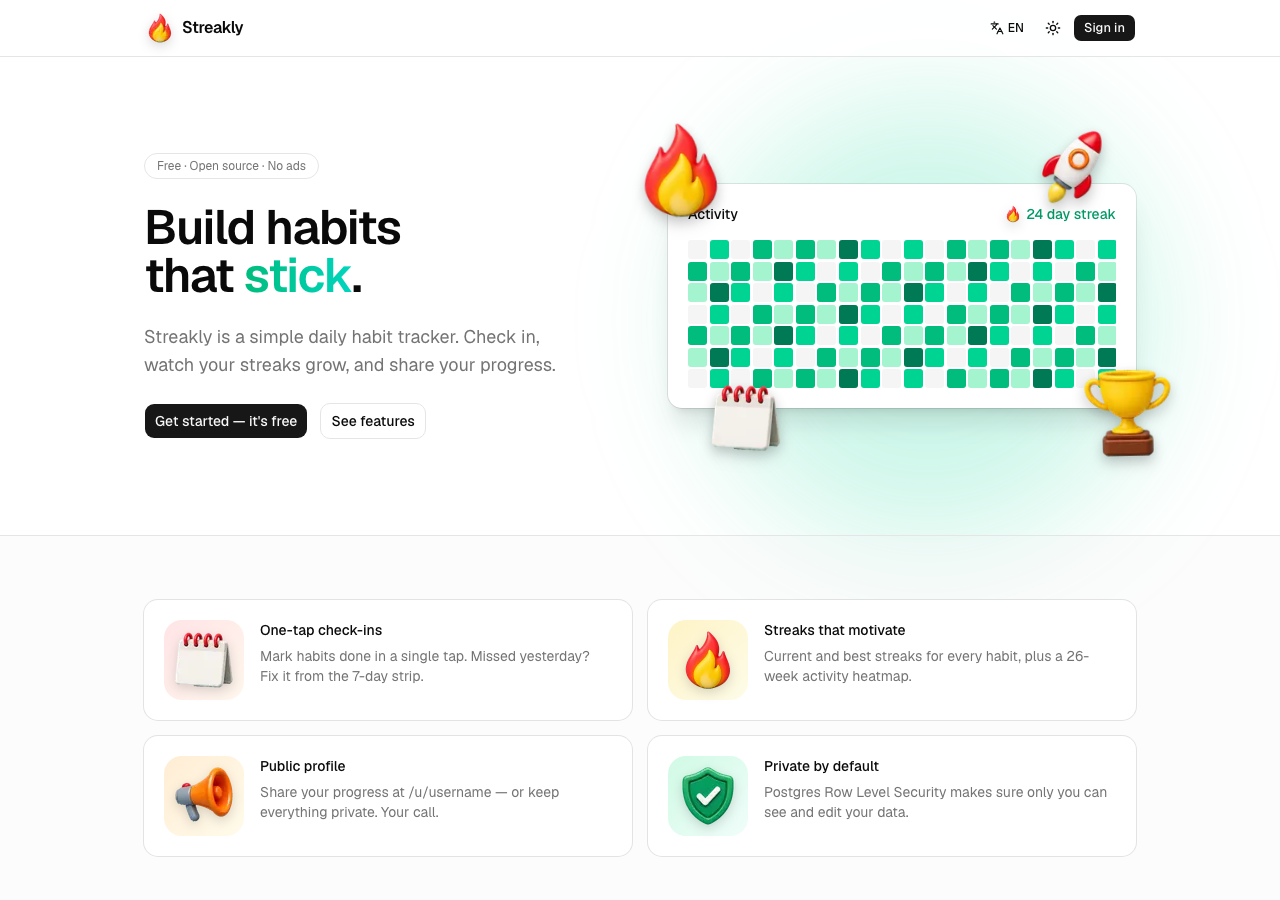 Streakly
EN
Sign in
Free · Open source · No ads
Build habits
that stick.
Streakly is a simple daily habit tracker. Check in,
watch your streaks grow, and share your progress.
Get started — it's free
See features
Activity
24 day streak
One-tap check-ins
Mark habits done in a single tap. Missed yesterday?
Fix it from the 7-day strip.
Streaks that motivate
Current and best streaks for every habit, plus a 26-
week activity heatmap.
Public profile
Share your progress at /u/username — or keep
everything private. Your call.
Private by default
Postgres Row Level Security makes sure only you can
see and edit your data.